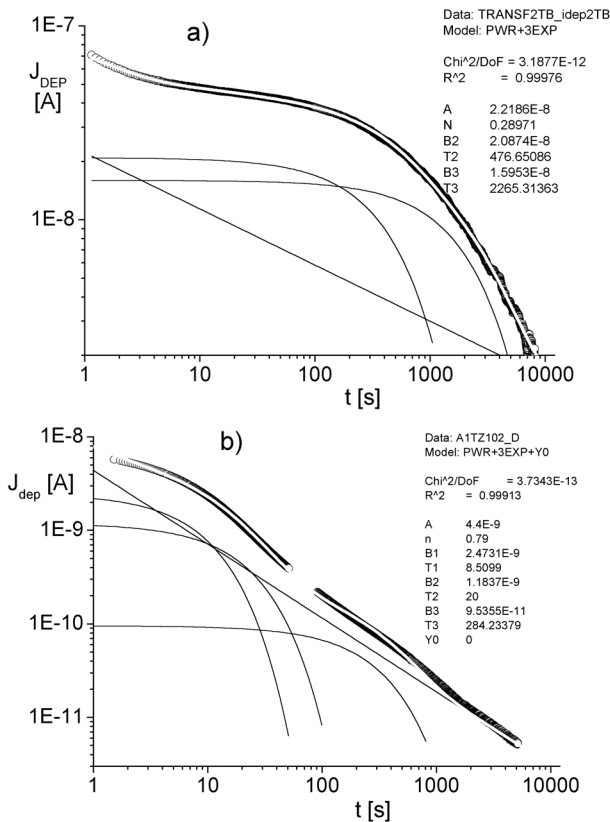 1E-7
a)
J_DEP
[A]
1E-8
1 10 100 1000 10000
t [s]
Data: TRANSF2TB_idep2TB
Model: PWR+3EXP
Chi^2/DoF = 3.1877E-12
R^2 = 0.99976
A 2.2186E-8
N 0.28971
B2 2.0874E-8
T2 476.65086
B3 1.5953E-8
T3 2265.31363
1E-8
b)
J_dep [A]
1E-9
1E-10
1E-11
1 10 100 1000 10000
t [s]
Data: A1TZ102_D
Model: PWR+3EXP+Y0
Chi^2/DoF = 3.7343E-13
R^2 = 0.99913
A 4.4E-9
n 0.79
B1 2.4731E-9
T1 8.5099
B2 1.1837E-9
T2 20
B3 9.5355E-11
T3 284.23379
Y0 0